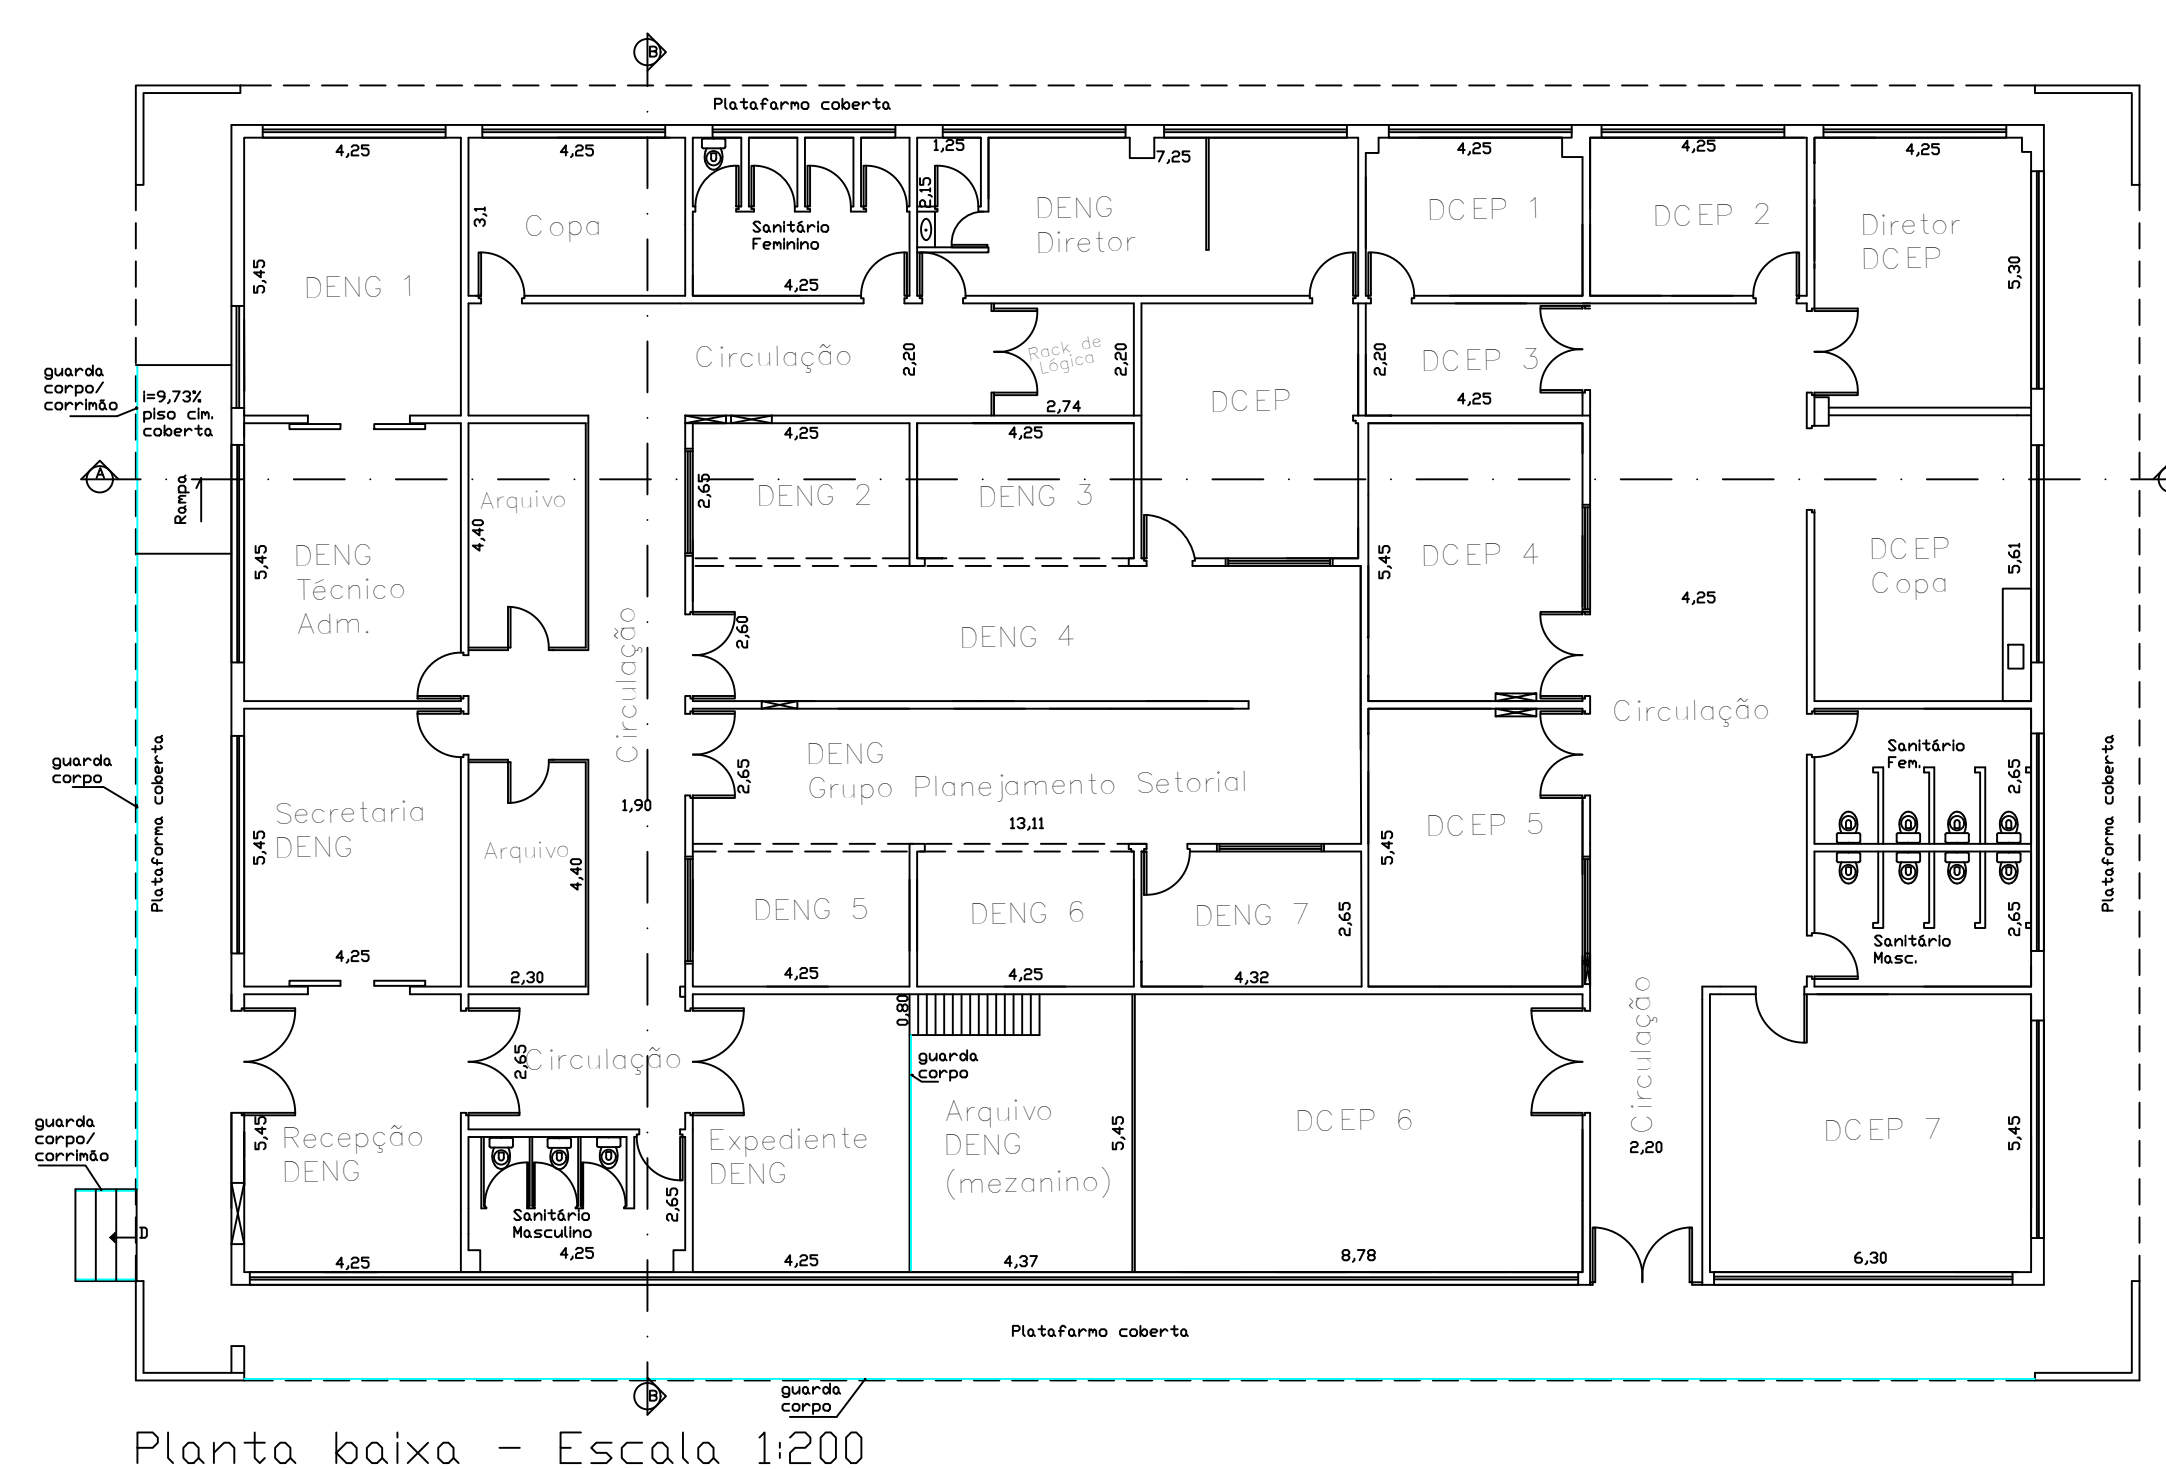 B
Platafarmo coberta
4,25
4,25
1,25
7,25
4,25
4,25
4,25
3,1
2,15
Copa
Sanitário
Feminino
DENG
Diretor
DCEP 1
DCEP 2
Diretor
DCEP
5,45
DENG 1
4,25
5,30
Circulação
2,20
Rack de
Lógica
2,20
2,74
DCEP
2,20
DCEP 3
4,25
guarda
corpo/
corrimão
i=9,73%
piso cim.
coberta
Rampa
A
4,25
4,25
2,65
DENG 2
DENG 3
Arquivo
4,40
5,45
DENG
Técnico
Adm.
5,45
DCEP 4
DCEP
Copa
5,61
4,25
Circulação
2,60
DENG 4
Circulação
guarda
corpo
Plataforma coberta
DENG
Grupo Planejamento Setorial
2,65
13,11
1,90
Secretaria
DENG
5,45
4,25
Arquivo
4,40
2,30
DCEP 5
5,45
Sanitário
Fem.
2,65
Plataforma coberta
DENG 5
4,25
DENG 6
4,25
DENG 7
2,65
4,32
Sanitário
Masc.
2,65
0,80
Circulação
2,65
guarda
corpo
Circulação
2,20
guarda
corpo/
corrimão
5,45
Recepção
DENG
4,25
Sanitário
Masculino
4,25
2,65
Expediente
DENG
4,25
Arquivo
DENG
(mezanino)
5,45
4,37
DCEP 6
8,78
DCEP 7
5,45
6,30
D
Platafarmo coberta
B
guarda
corpo
Planta baixa - Escala 1:200